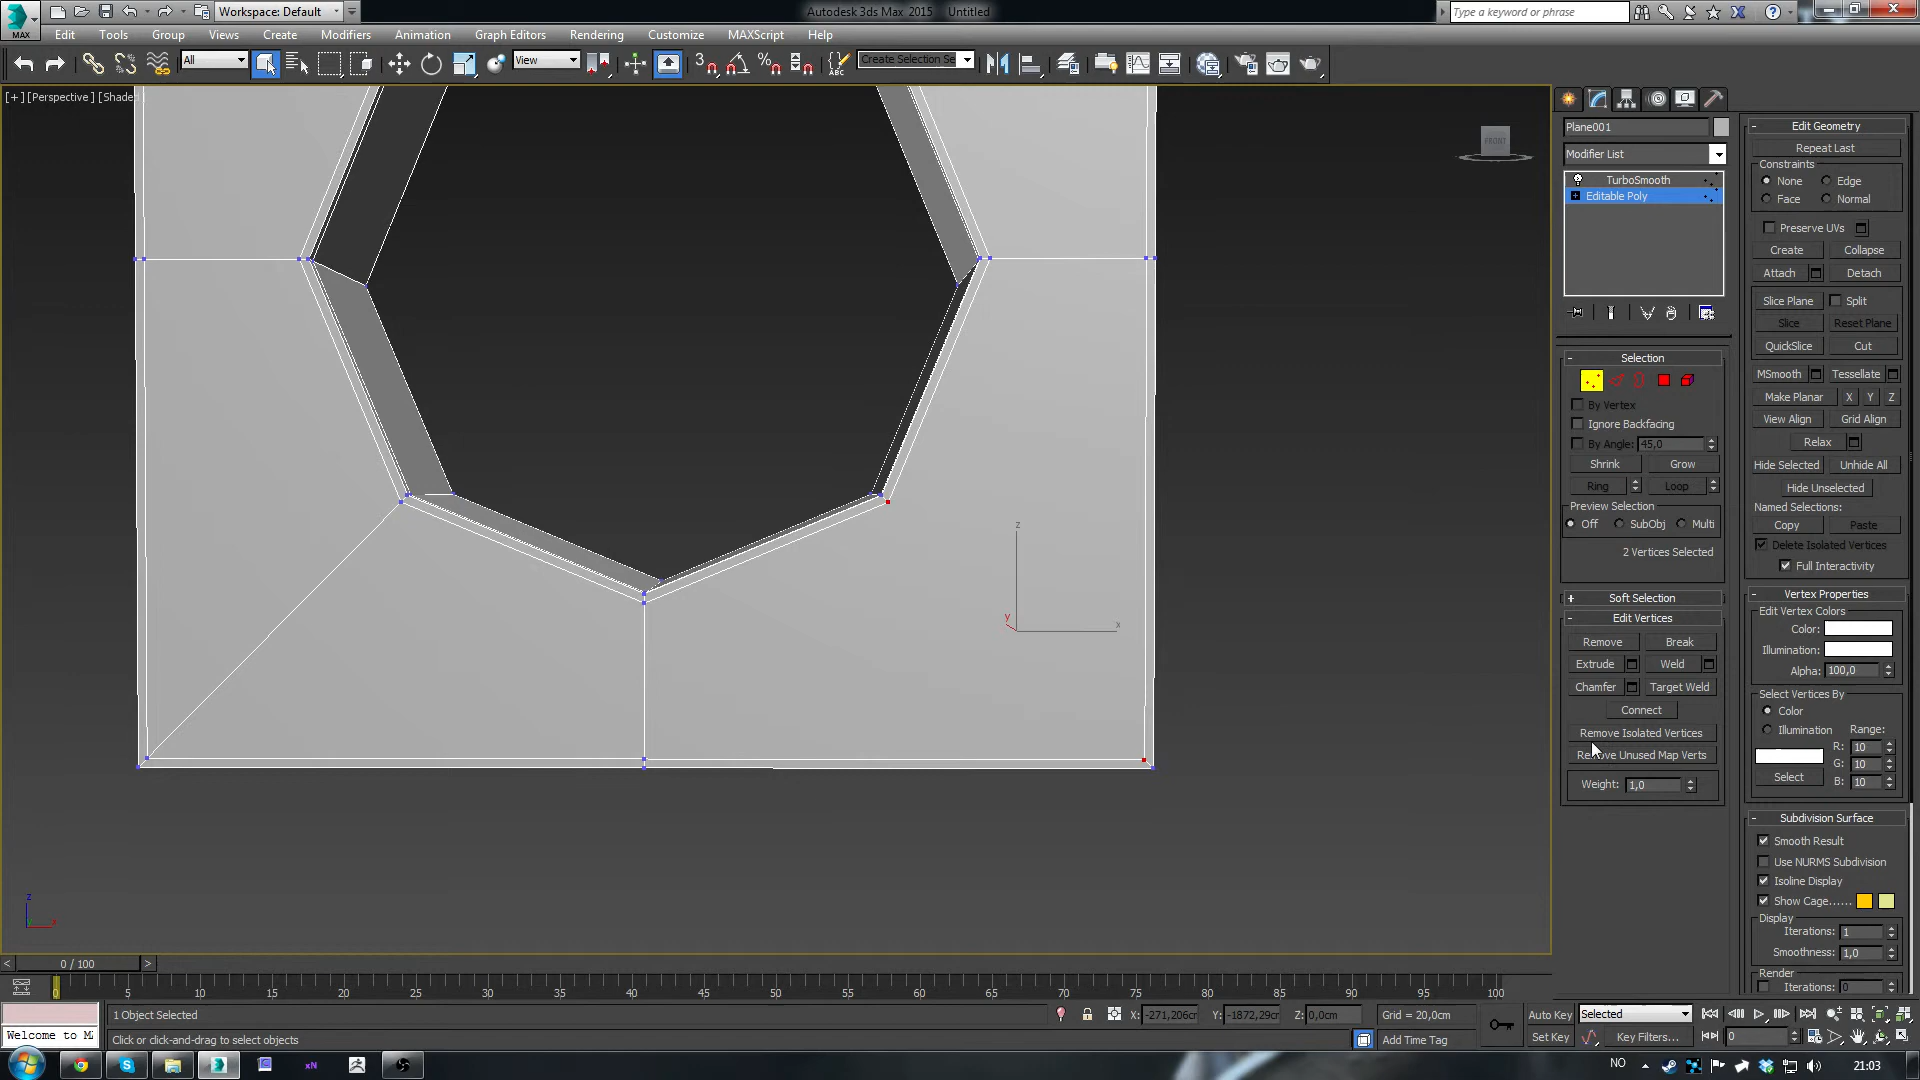 Workspace: Default
Autodesk 3ds Max 2015 Untitled
Type a keyword or phrase
MAX
Edit Tools Group Views Create Modifiers Animation Graph Editors Rendering Customize MAXScript Help
All
View
3
ABC
Create Selection Se
[+] [Perspective] [Shade
FRONT
Plane001
Modifier List
TurboSmooth
Editable Poly
Selection
By Vertex
Ignore Backfacing
By Angle: 45,0
Shrink Grow
Ring Loop
Preview Selection
Off SubObj Multi
2 Vertices Selected
Soft Selection
Edit Vertices
Remove Break
Extrude Weld
Chamfer Target Weld
Connect
Remove Isolated Vertices
Remove Unused Map Verts
Weight: 1,0
Edit Geometry
Repeat Last
Constraints
None Edge
Face Normal
Preserve UVs
Create Collapse
Attach Detach
Slice Plane Split
Slice Reset Plane
QuickSlice Cut
MSmooth Tessellate
Make Planar X Y Z
View Align Grid Align
Relax
Hide Selected Unhide All
Hide Unselected
Named Selections:
Copy Paste
Delete Isolated Vertices
Full Interactivity
Vertex Properties
Edit Vertex Colors
Color:
Illumination:
Alpha: 100,0
Select Vertices By
Color
Illumination Range:
R: 10
G: 10
Select B: 10
Subdivision Surface
Smooth Result
Use NURMS Subdivision
Isoline Display
Show Cage......
Display
Iterations: 1
Smoothness: 1,0
Render
Iterations: 0
z
y
x
z
x
< 0 / 100 >
0 5 10 15 20 25 30 35 40 45 50 55 60 65 70 75 80 85 90 95 100
1 Object Selected
X: -271,206cr Y: -1872,29cr Z: 0,0cm Grid = 20,0cm
Auto Key Selected
Welcome to M
Click or click-and-drag to select objects
Add Time Tag
Set Key Key Filters... 0
xN
NO 21:03